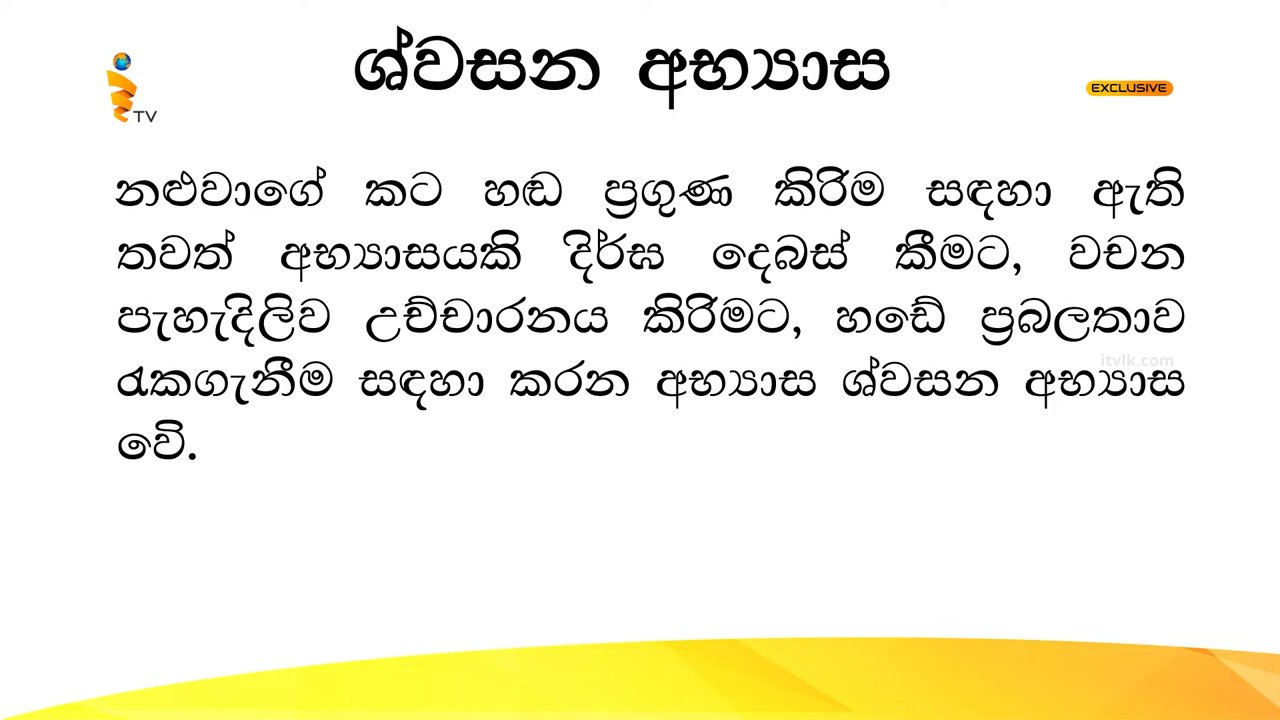 ශ්වසන අභ්‍යාස
TV
EXCLUSIVE
නළුවාගේ කට හඬ ප්‍රගුණ කිරිම සඳහා ඇති
තවත් අභ්‍යාසයකි දිර්ඝ දෙබස් කීමට, වචන
පැහැදිලිව උච්චාරනය කිරිමට, හඬේ ප්‍රබලතාව
itvlk.com
රැකගැනීම සඳහා කරන අභ්‍යාස ශ්වසන අභ්‍යාස
වෙි.